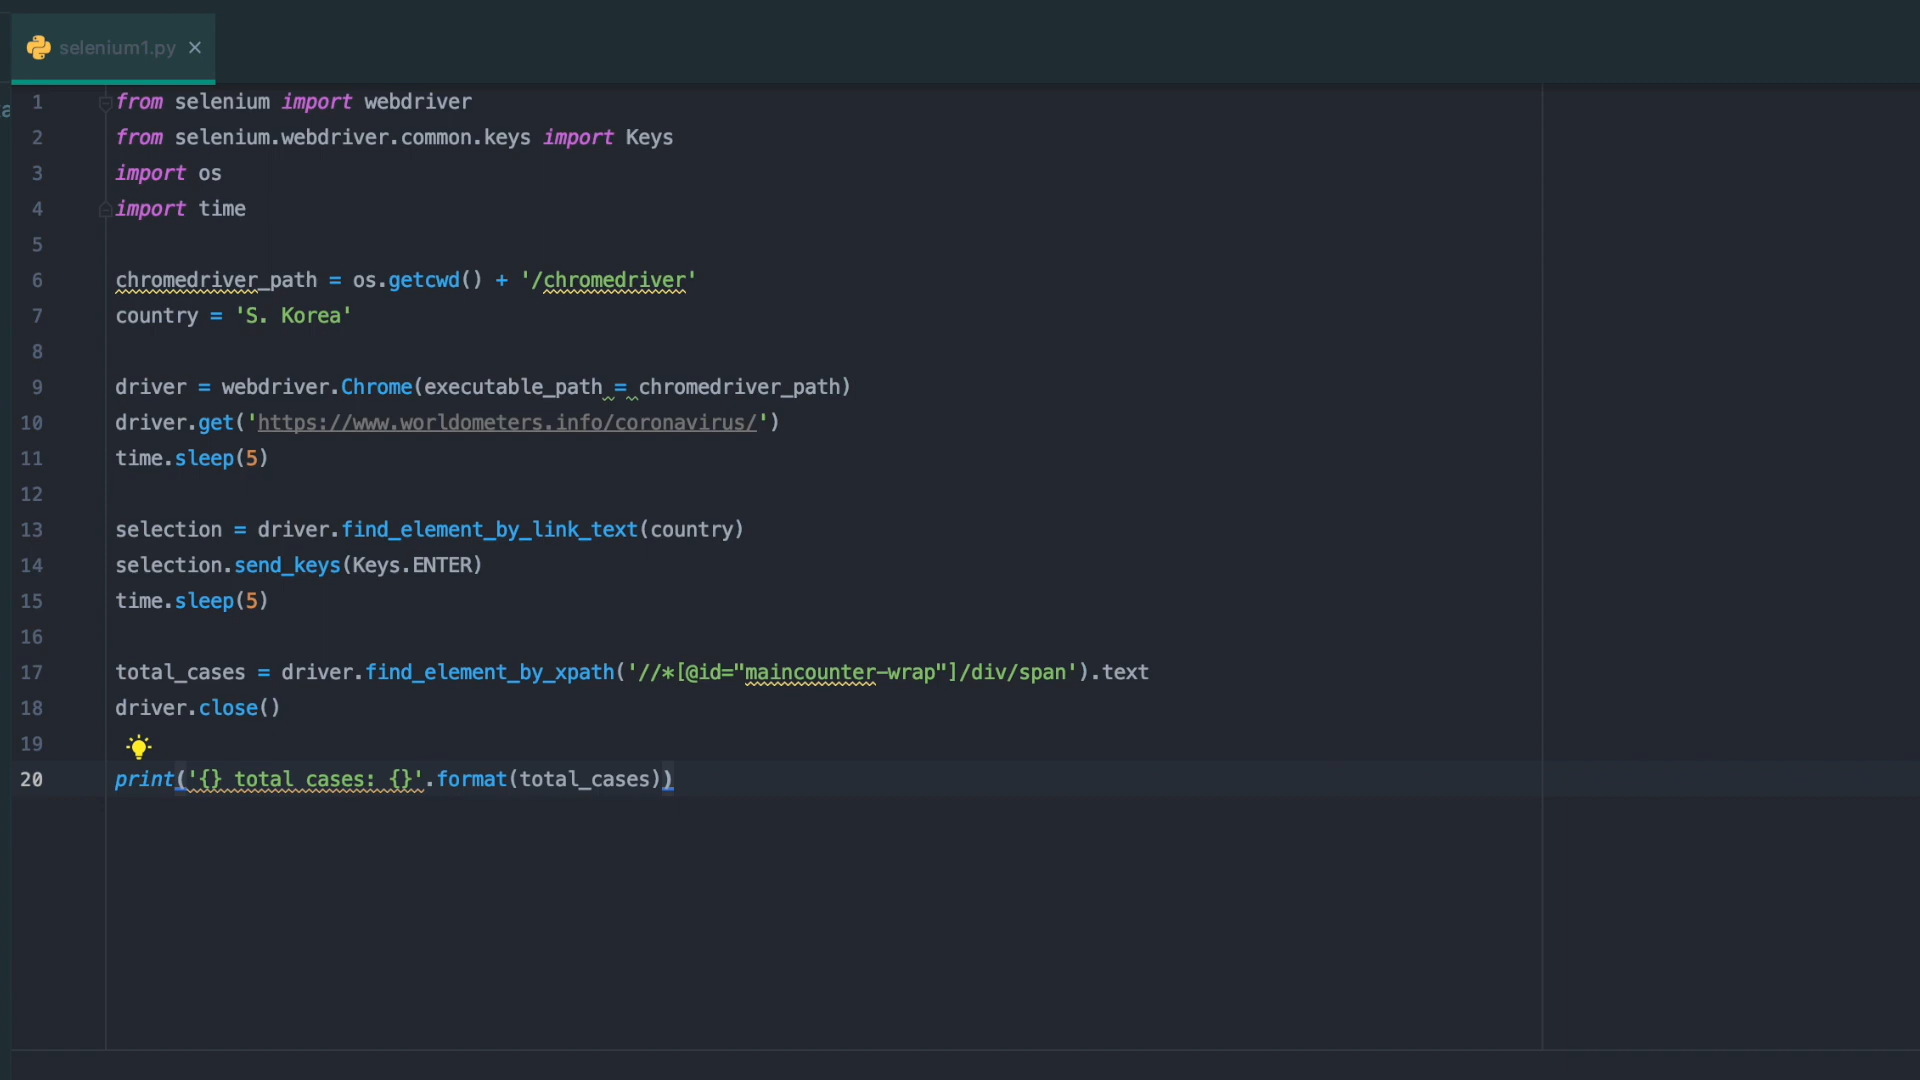 selenium1.py
1 from selenium import webdriver
2 from selenium.webdriver.common.keys import Keys
3 import os
4 import time
5
6 chromedriver_path = os.getcwd() + '/chromedriver'
7 country = 'S. Korea'
8
9 driver = webdriver.Chrome(executable_path = chromedriver_path)
10 driver.get('https://www.worldometers.info/coronavirus/')
11 time.sleep(5)
12
13 selection = driver.find_element_by_link_text(country)
14 selection.send_keys(Keys.ENTER)
15 time.sleep(5)
16
17 total_cases = driver.find_element_by_xpath('//*[@id="maincounter-wrap"]/div/span').text
18 driver.close()
19
20 print('{} total cases: {}'.format(total_cases))